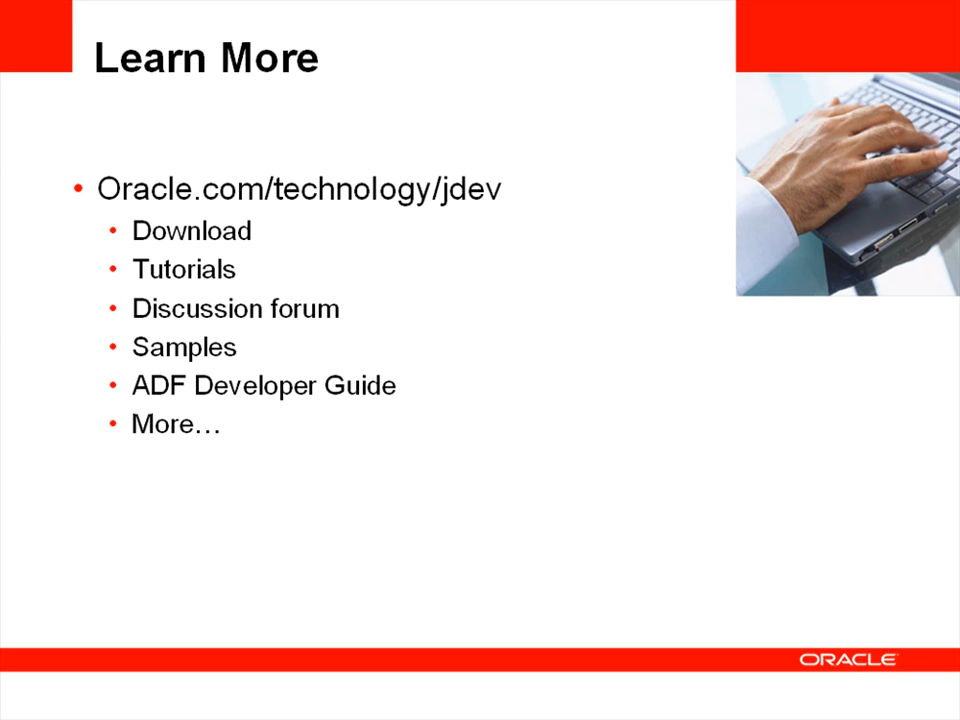 Learn More
• Oracle.com/technology/jdev
• Download
• Tutorials
• Discussion forum
• Samples
• ADF Developer Guide
• More…
ORACLE